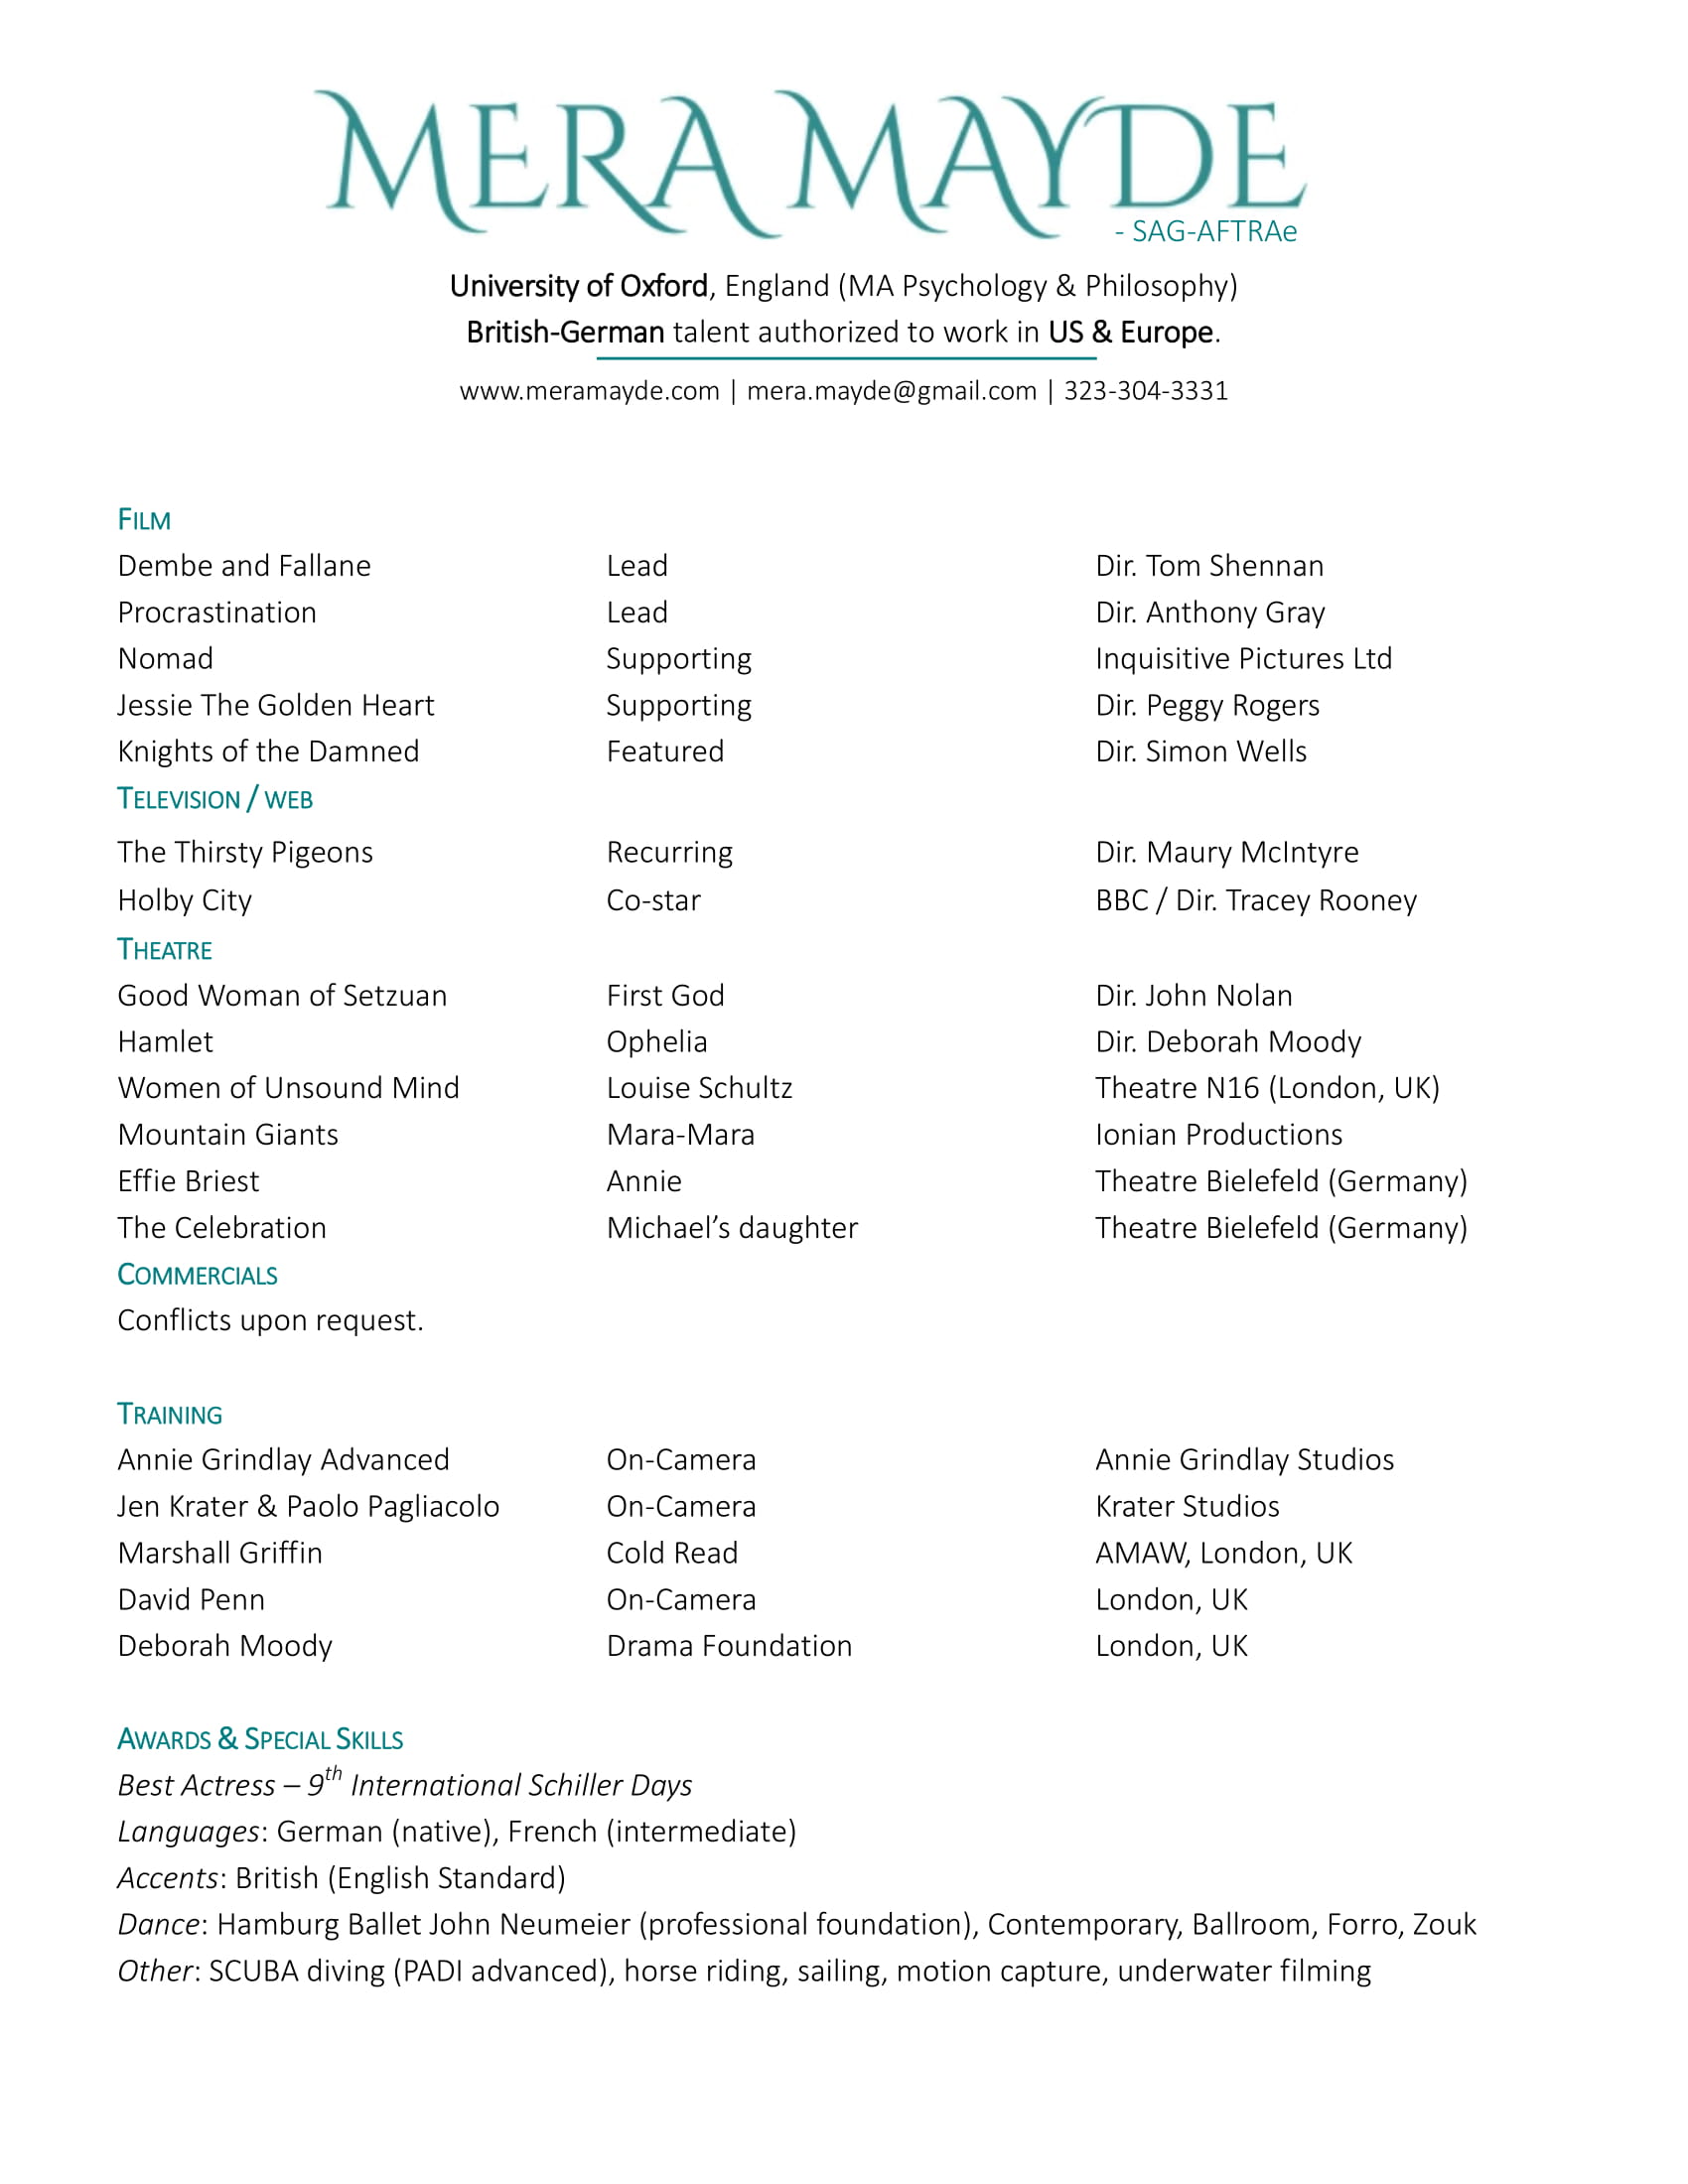 MERA MAYDE
- SAG-AFTRAe
University of Oxford, England (MA Psychology & Philosophy)
British-German talent authorized to work in US & Europe.
www.meramayde.com | mera.mayde@gmail.com | 323-304-3331
FILM
Dembe and Fallane Lead Dir. Tom Shennan
Procrastination Lead Dir. Anthony Gray
Nomad Supporting Inquisitive Pictures Ltd
Jessie The Golden Heart Supporting Dir. Peggy Rogers
Knights of the Damned Featured Dir. Simon Wells
TELEVISION / WEB
The Thirsty Pigeons Recurring Dir. Maury McIntyre
Holby City Co-star BBC / Dir. Tracey Rooney
THEATRE
Good Woman of Setzuan First God Dir. John Nolan
Hamlet Ophelia Dir. Deborah Moody
Women of Unsound Mind Louise Schultz Theatre N16 (London, UK)
Mountain Giants Mara-Mara Ionian Productions
Effie Briest Annie Theatre Bielefeld (Germany)
The Celebration Michael’s daughter Theatre Bielefeld (Germany)
COMMERCIALS
Conflicts upon request.
TRAINING
Annie Grindlay Advanced On-Camera Annie Grindlay Studios
Jen Krater & Paolo Pagliacolo On-Camera Krater Studios
Marshall Griffin Cold Read AMAW, London, UK
David Penn On-Camera London, UK
Deborah Moody Drama Foundation London, UK
AWARDS & SPECIAL SKILLS
Best Actress – 9th International Schiller Days
Languages: German (native), French (intermediate)
Accents: British (English Standard)
Dance: Hamburg Ballet John Neumeier (professional foundation), Contemporary, Ballroom, Forro, Zouk
Other: SCUBA diving (PADI advanced), horse riding, sailing, motion capture, underwater filming